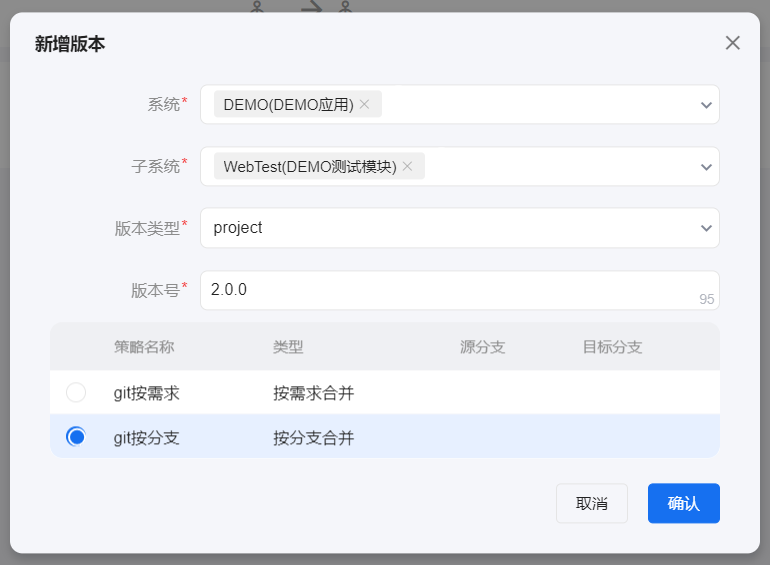 新增版本
系统*
DEMO(DEMO应用)
子系统*
WebTest(DEMO测试模块)
版本类型*
project
版本号*
2.0.0
95
策略名称 类型 源分支 目标分支
git按需求 按需求合并
git按分支 按分支合并
取消 确认